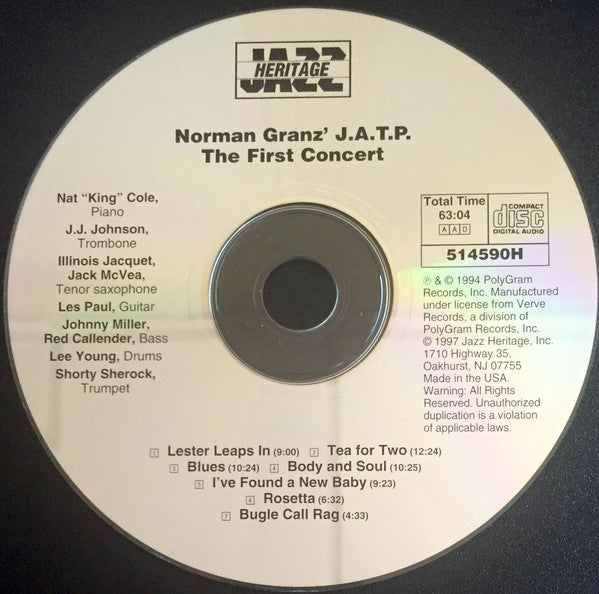 JAZZ
HERITAGE
Norman Granz' J.A.T.P.
The First Concert
Nat "King" Cole,
Piano
J.J. Johnson,
Trombone
Illinois Jacquet,
Jack McVea,
Tenor saxophone
Les Paul, Guitar
Johnny Miller,
Red Callender, Bass
Lee Young, Drums
Shorty Sherock,
Trumpet
Total Time
63:04
A A D
COMPACT
disc
DIGITAL AUDIO
514590H
℗ & © 1994 PolyGram
Records, Inc. Manufactured
under license from Verve
Records, a division of
PolyGram Records, Inc.
© 1997 Jazz Heritage, Inc.
1710 Highway 35,
Oakhurst, NJ 07755
Made in the USA.
Warning: All Rights
Reserved. Unauthorized
duplication is a violation
of applicable laws.
1 Lester Leaps In (9:00) 2 Tea for Two (12:24)
3 Blues (10:24) 4 Body and Soul (10:25)
5 I've Found a New Baby (9:23)
6 Rosetta (6:32)
7 Bugle Call Rag (4:33)